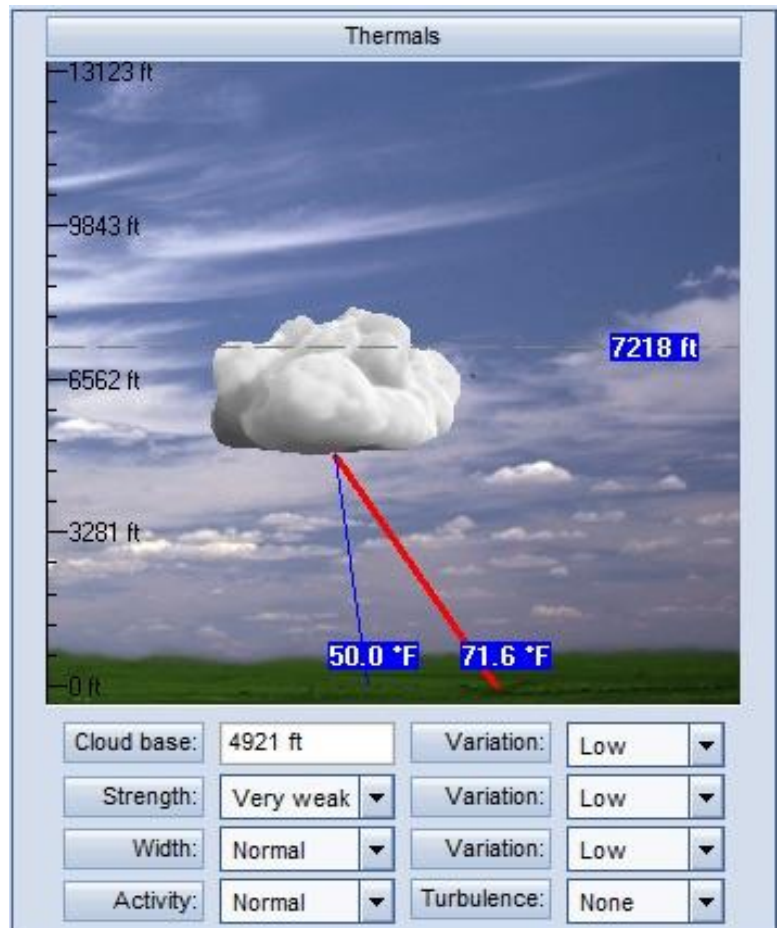 Thermals
13123 ft
9843 ft
7218 ft
6562 ft
3281 ft
50.0 °F 71.6 °F
0 ft
Cloud base: 4921 ft Variation: Low
Strength: Very weak Variation: Low
Width: Normal Variation: Low
Activity: Normal Turbulence: None